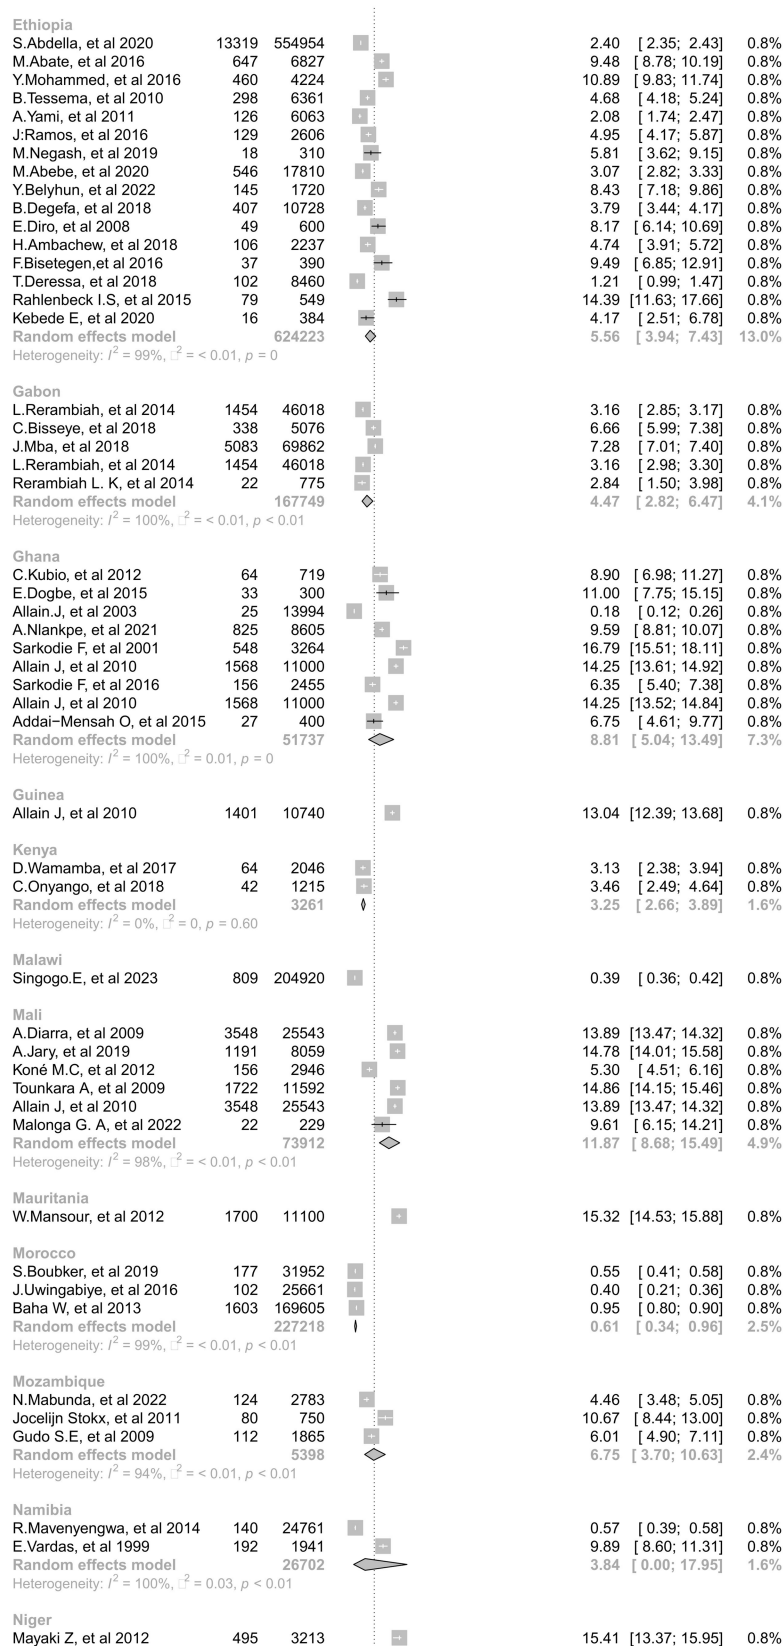 Ethiopia
S.Abdella, et al 2020 13319 554954 2.40 [ 2.35; 2.43] 0.8%
M.Abate, et al 2016 647 6827 9.48 [ 8.78; 10.19] 0.8%
Y.Mohammed, et al 2016 460 4224 10.89 [ 9.83; 11.74] 0.8%
B.Tessema, et al 2010 298 6361 4.68 [ 4.18; 5.24] 0.8%
A.Yami, et al 2011 126 6063 2.08 [ 1.74; 2.47] 0.8%
J:Ramos, et al 2016 129 2606 4.95 [ 4.17; 5.87] 0.8%
M.Negash, et al 2019 18 310 5.81 [ 3.62; 9.15] 0.8%
M.Abebe, et al 2020 546 17810 3.07 [ 2.82; 3.33] 0.8%
Y.Belyhun, et al 2022 145 1720 8.43 [ 7.18; 9.86] 0.8%
B.Degefa, et al 2018 407 10728 3.79 [ 3.44; 4.17] 0.8%
E.Diro, et al 2008 49 600 8.17 [ 6.14; 10.69] 0.8%
H.Ambachew, et al 2018 106 2237 4.74 [ 3.91; 5.72] 0.8%
F.Bisetegen,et al 2016 37 390 9.49 [ 6.85; 12.91] 0.8%
T.Deressa, et al 2018 102 8460 1.21 [ 0.99; 1.47] 0.8%
Rahlenbeck I.S, et al 2015 79 549 14.39 [11.63; 17.66] 0.8%
Kebede E, et al 2020 16 384 4.17 [ 2.51; 6.78] 0.8%
Random effects model 624223 5.56 [ 3.94; 7.43] 13.0%
Heterogeneity: I² = 99%, □² = < 0.01, p = 0
Gabon
L.Rerambiah, et al 2014 1454 46018 3.16 [ 2.85; 3.17] 0.8%
C.Bisseye, et al 2018 338 5076 6.66 [ 5.99; 7.38] 0.8%
J.Mba, et al 2018 5083 69862 7.28 [ 7.01; 7.40] 0.8%
L.Rerambiah, et al 2014 1454 46018 3.16 [ 2.98; 3.30] 0.8%
Rerambiah L. K, et al 2014 22 775 2.84 [ 1.50; 3.98] 0.8%
Random effects model 167749 4.47 [ 2.82; 6.47] 4.1%
Heterogeneity: I² = 100%, □² = < 0.01, p < 0.01
Ghana
C.Kubio, et al 2012 64 719 8.90 [ 6.98; 11.27] 0.8%
E.Dogbe, et al 2015 33 300 11.00 [ 7.75; 15.15] 0.8%
Allain.J, et al 2003 25 13994 0.18 [ 0.12; 0.26] 0.8%
A.Nlankpe, et al 2021 825 8605 9.59 [ 8.81; 10.07] 0.8%
Sarkodie F, et al 2001 548 3264 16.79 [15.51; 18.11] 0.8%
Allain J, et al 2010 1568 11000 14.25 [13.61; 14.92] 0.8%
Sarkodie F, et al 2016 156 2455 6.35 [ 5.40; 7.38] 0.8%
Allain J, et al 2010 1568 11000 14.25 [13.52; 14.84] 0.8%
Addai−Mensah O, et al 2015 27 400 6.75 [ 4.61; 9.77] 0.8%
Random effects model 51737 8.81 [ 5.04; 13.49] 7.3%
Heterogeneity: I² = 100%, □² = 0.01, p = 0
Guinea
Allain J, et al 2010 1401 10740 13.04 [12.39; 13.68] 0.8%
Kenya
D.Wamamba, et al 2017 64 2046 3.13 [ 2.38; 3.94] 0.8%
C.Onyango, et al 2018 42 1215 3.46 [ 2.49; 4.64] 0.8%
Random effects model 3261 3.25 [ 2.66; 3.89] 1.6%
Heterogeneity: I² = 0%, □² = 0, p = 0.60
Malawi
Singogo.E, et al 2023 809 204920 0.39 [ 0.36; 0.42] 0.8%
Mali
A.Diarra, et al 2009 3548 25543 13.89 [13.47; 14.32] 0.8%
A.Jary, et al 2019 1191 8059 14.78 [14.01; 15.58] 0.8%
Koné M.C, et al 2012 156 2946 5.30 [ 4.51; 6.16] 0.8%
Tounkara A, et al 2009 1722 11592 14.86 [14.15; 15.46] 0.8%
Allain J, et al 2010 3548 25543 13.89 [13.47; 14.32] 0.8%
Malonga G. A, et al 2022 22 229 9.61 [ 6.15; 14.21] 0.8%
Random effects model 73912 11.87 [ 8.68; 15.49] 4.9%
Heterogeneity: I² = 98%, □² = < 0.01, p < 0.01
Mauritania
W.Mansour, et al 2012 1700 11100 15.32 [14.53; 15.88] 0.8%
Morocco
S.Boubker, et al 2019 177 31952 0.55 [ 0.41; 0.58] 0.8%
J.Uwingabiye, et al 2016 102 25661 0.40 [ 0.21; 0.36] 0.8%
Baha W, et al 2013 1603 169605 0.95 [ 0.80; 0.90] 0.8%
Random effects model 227218 0.61 [ 0.34; 0.96] 2.5%
Heterogeneity: I² = 99%, □² = < 0.01, p < 0.01
Mozambique
N.Mabunda, et al 2022 124 2783 4.46 [ 3.48; 5.05] 0.8%
Jocelijn Stokx, et al 2011 80 750 10.67 [ 8.44; 13.00] 0.8%
Gudo S.E, et al 2009 112 1865 6.01 [ 4.90; 7.11] 0.8%
Random effects model 5398 6.75 [ 3.70; 10.63] 2.4%
Heterogeneity: I² = 94%, □² = < 0.01, p < 0.01
Namibia
R.Mavenyengwa, et al 2014 140 24761 0.57 [ 0.39; 0.58] 0.8%
E.Vardas, et al 1999 192 1941 9.89 [ 8.60; 11.31] 0.8%
Random effects model 26702 3.84 [ 0.00; 17.95] 1.6%
Heterogeneity: I² = 100%, □² = 0.03, p < 0.01
Niger
Mayaki Z, et al 2012 495 3213 15.41 [13.37; 15.95] 0.8%